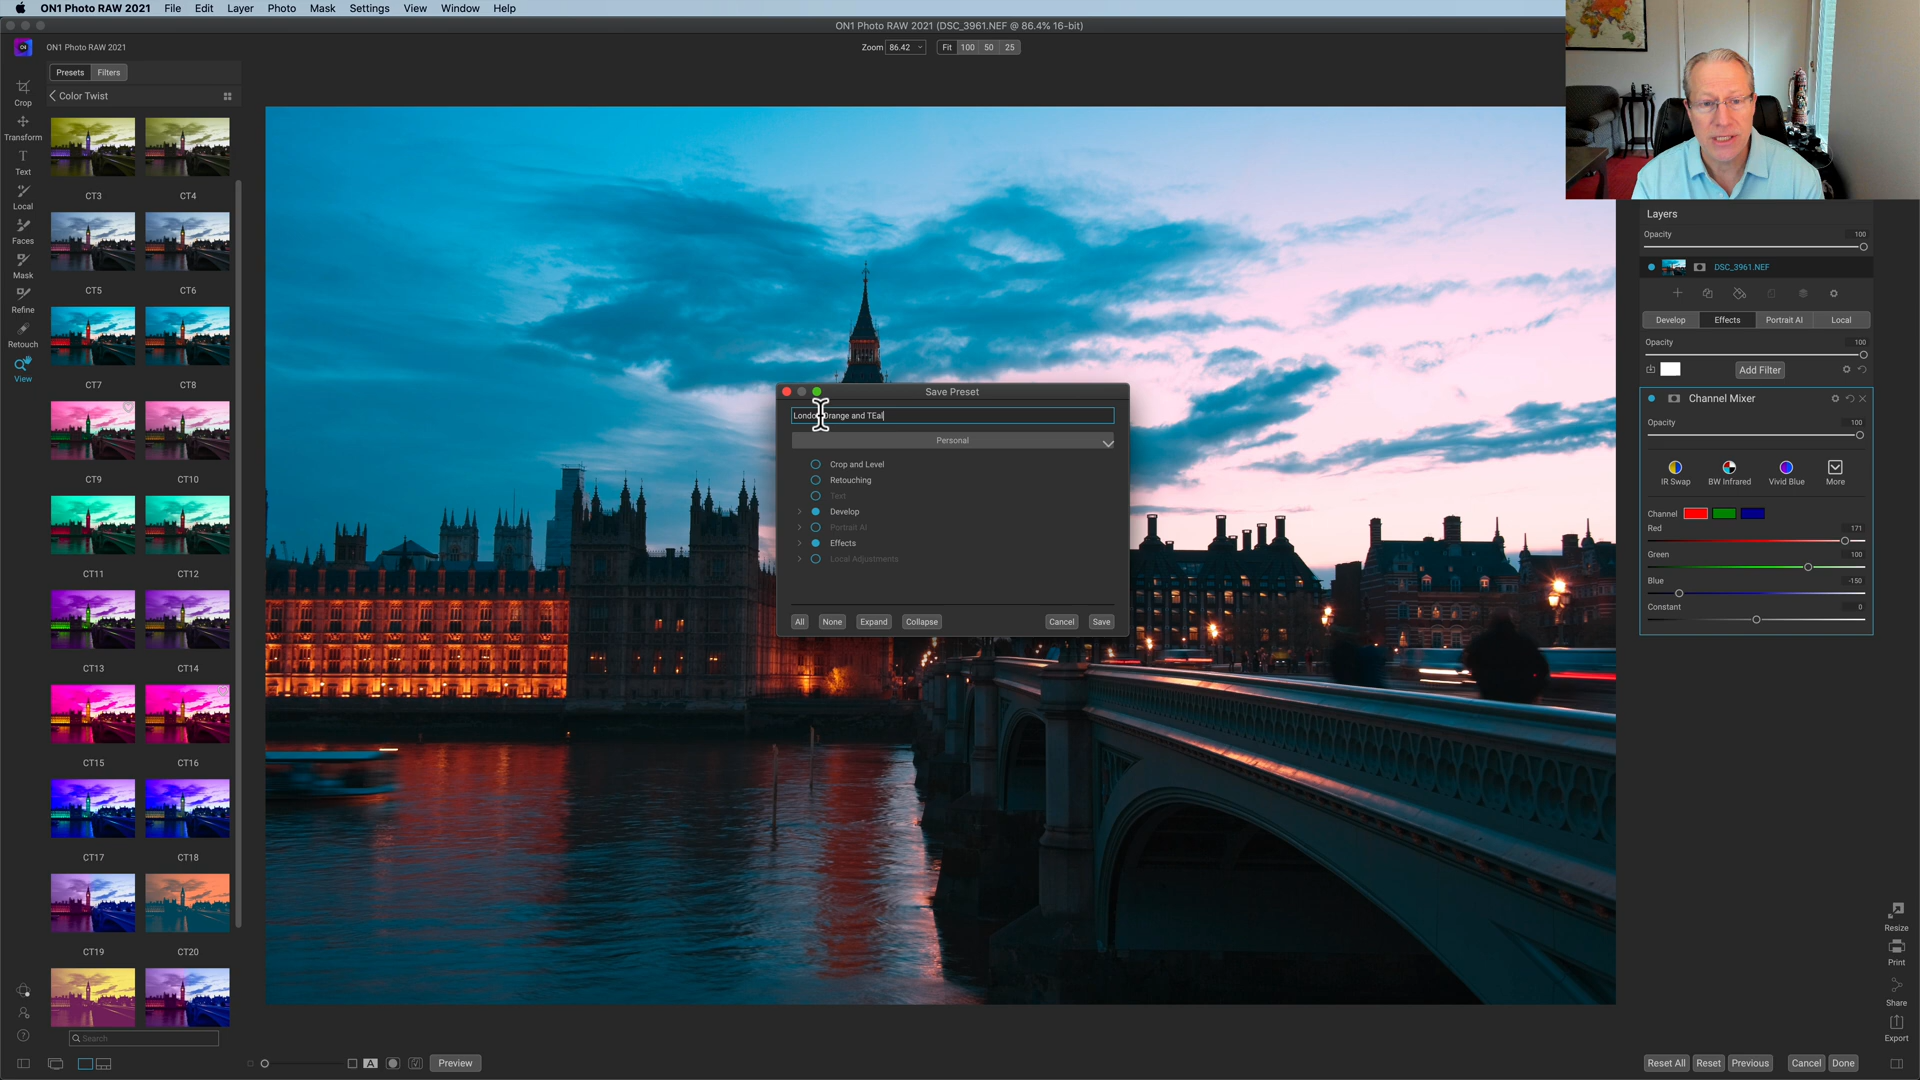 ON1 Photo RAW 2021 File Edit Layer Photo Mask Settings View Window Help
ON1 Photo RAW 2021 (DSC_3961.NEF @ 86.4% 16-bit)
ON1 Photo RAW 2021
Zoom 86.42 Fit 100 50 25
Presets Filters
Color Twist
Crop
Transform
Text
Local
Faces
Mask
Refine
Retouch
View
CT3 CT4
CT5 CT6
CT7 CT8
CT9 CT10
CT11 CT12
CT13 CT14
CT15 CT16
CT17 CT18
CT19 CT20
Search
Preview
Save Preset
London Orange and TEal
Personal
Crop and Level
Retouching
Text
Develop
Portrait AI
Effects
Local Adjustments
All None Expand Collapse Cancel Save
Layers
Opacity 100
DSC_3961.NEF
Develop Effects Portrait AI Local
Opacity 100
Add Filter
Channel Mixer
Opacity 100
IR Swap BW Infrared Vivid Blue More
Channel
Red 171
Green 100
Blue -150
Constant 0
Resize
Print
Share
Export
Reset All Reset Previous Cancel Done